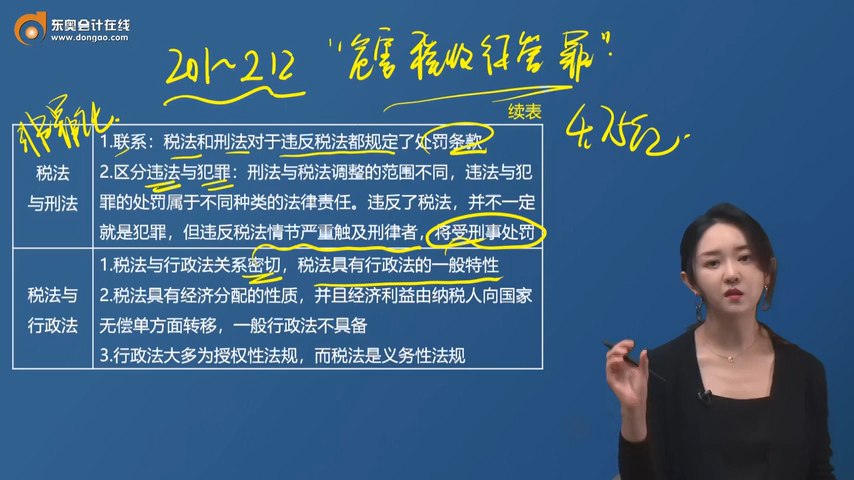 东奥会计在线
www.dongao.com
201~212 "危害税收征管罪".
续表
税法
与刑法
1.联系：税法和刑法对于违反税法都规定了处罚条款
2.区分违法与犯罪：刑法与税法调整的范围不同，违法与犯
罪的处罚属于不同种类的法律责任。违反了税法，并不一定
就是犯罪，但违反税法情节严重触及刑律者，将受刑事处罚
税法与
行政法
1.税法与行政法关系密切，税法具有行政法的一般特性
2.税法具有经济分配的性质，并且经济利益由纳税人向国家
无偿单方面转移，一般行政法不具备
3.行政法大多为授权性法规，而税法是义务性法规